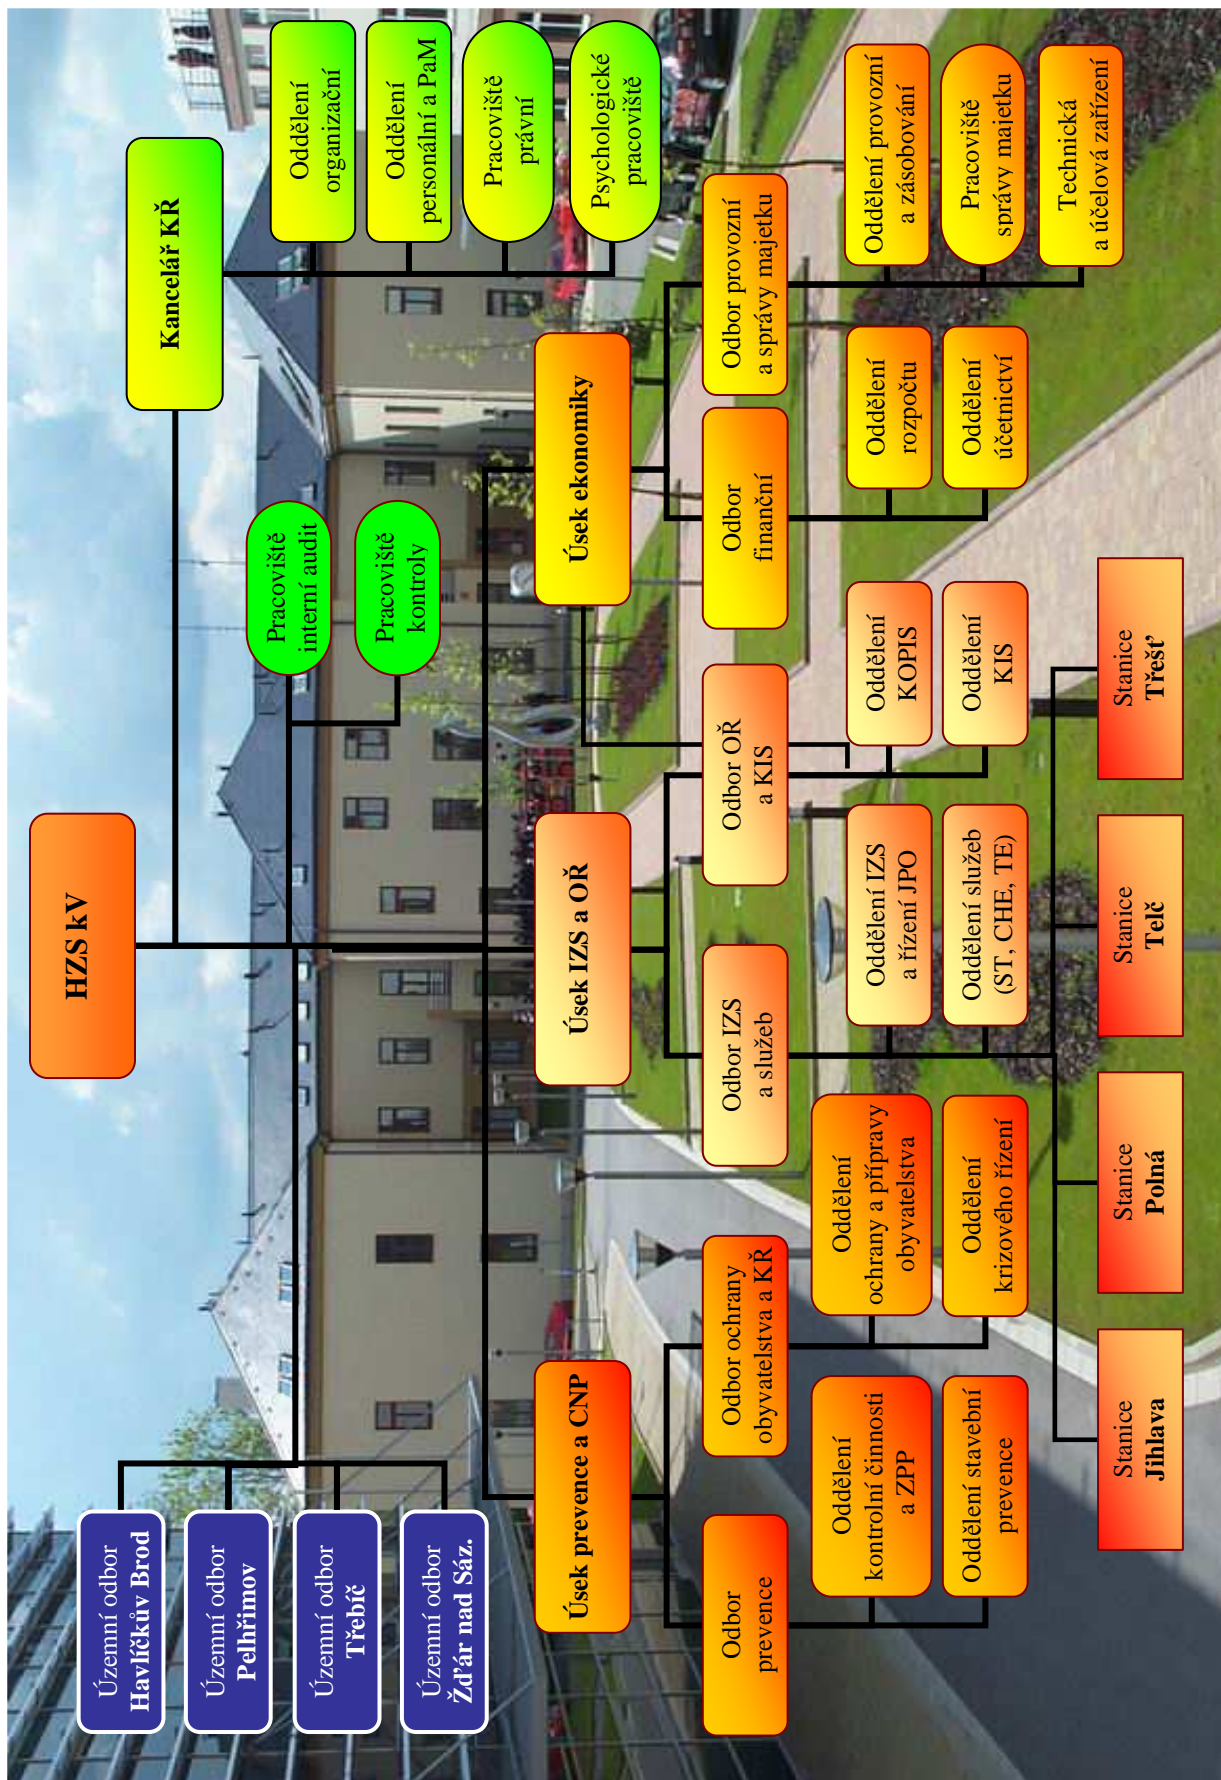 HZS kV
Kancelář KŘ
Oddělení
organizační
Oddělení
personální a PaM
Pracoviště
právní
Psychologické
pracoviště
Pracoviště
interní audit
Pracoviště
kontroly
Územní odbor
Havlíčkův Brod
Územní odbor
Pelhřimov
Územní odbor
Třebíč
Územní odbor
Žďár nad Sáz.
Úsek prevence a CNP
Úsek IZS a OŘ
Úsek ekonomiky
Odbor
prevence
Odbor ochrany
obyvatelstva a KŘ
Odbor IZS
a služeb
Odbor OŘ
a KIS
Odbor
finanční
Odbor provozní
a správy majetku
Oddělení
kontrolní činnosti
a ZPP
Oddělení stavební
prevence
Oddělení
ochrany a přípravy
obyvatelstva
Oddělení
krizového řízení
Oddělení IZS
a řízení JPO
Oddělení služeb
(ST, CHE, TE)
Oddělení
KOPIS
Oddělení
KIS
Oddělení
rozpočtu
Oddělení
účetnictví
Oddělení provozní
a zásobování
Pracoviště
správy majetku
Technická
a účelová zařízení
Stanice
Jihlava
Stanice
Polná
Stanice
Telč
Stanice
Třešť